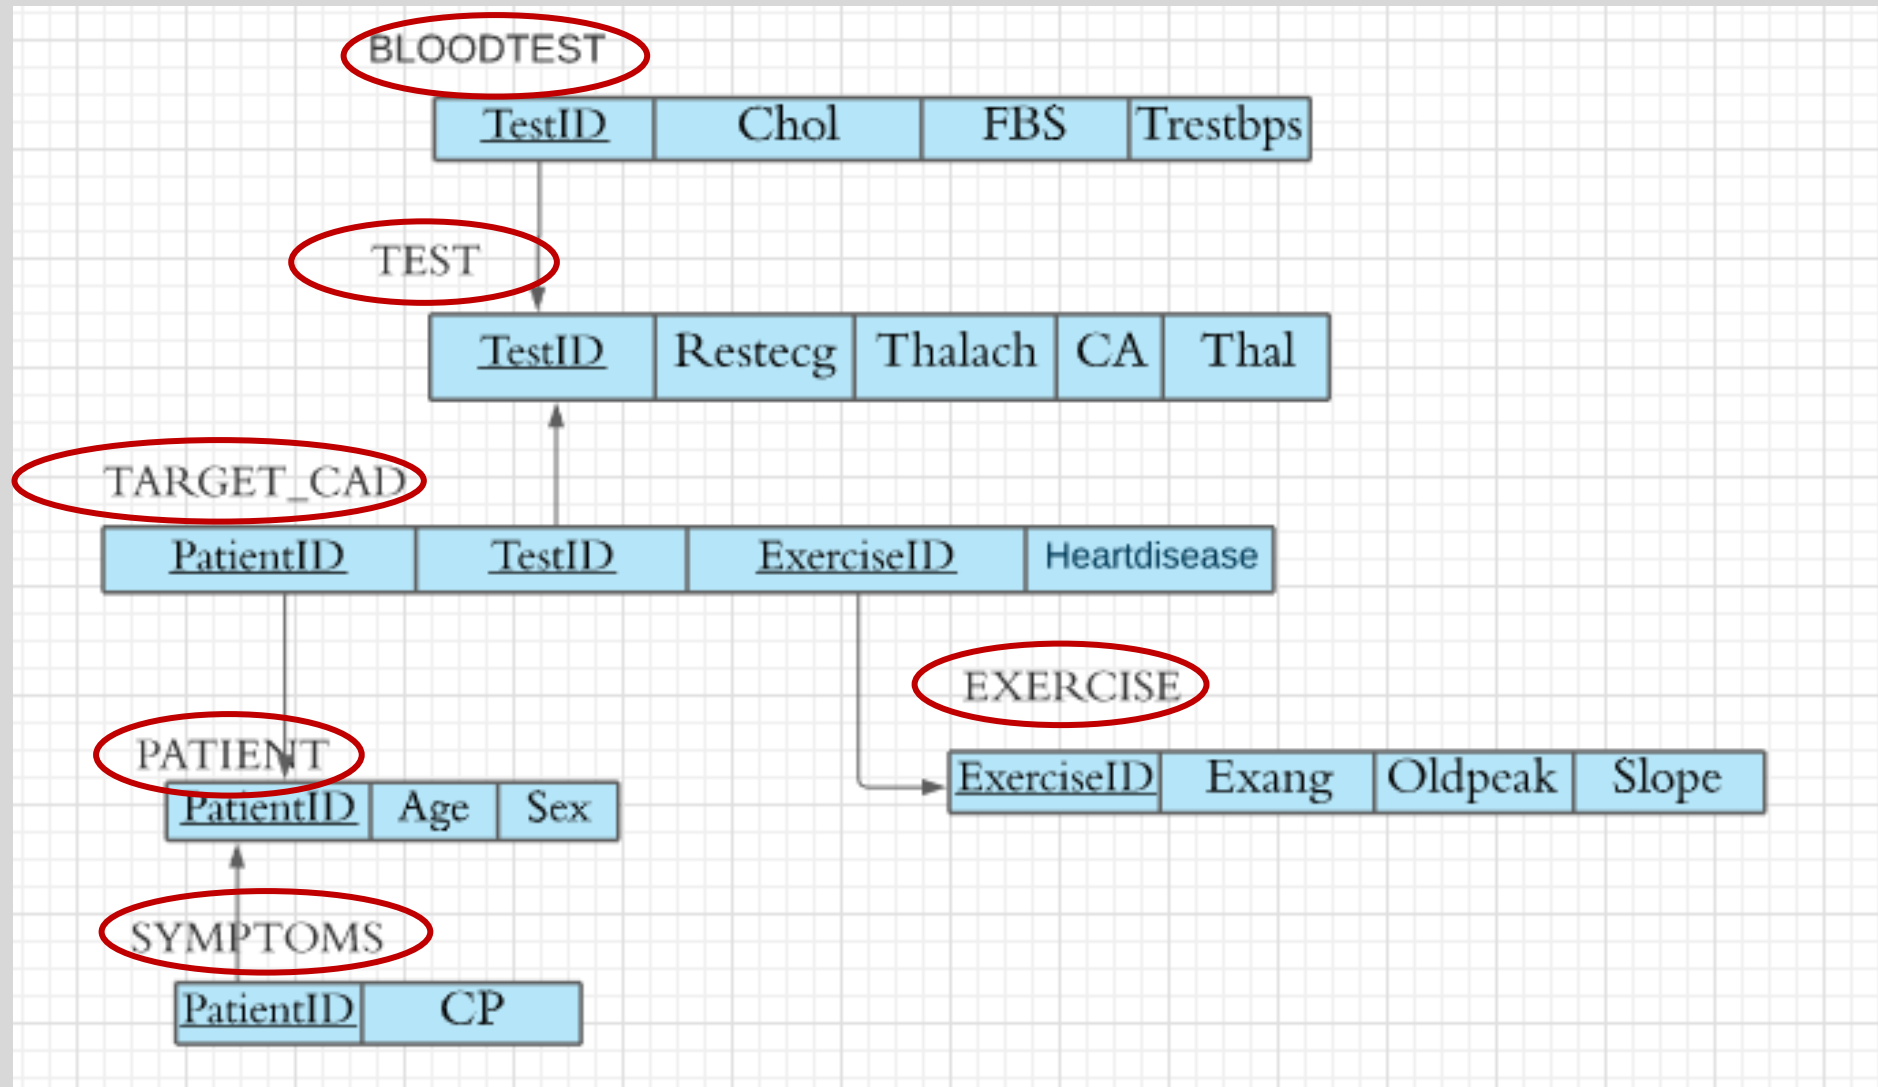 BLOODTEST
TestID Chol FBS Trestbps
TEST
TestID Restecg Thalach CA Thal
TARGET_CAD
PatientID TestID ExerciseID Heartdisease
EXERCISE
PATIENT
ExerciseID Exang Oldpeak Slope
PatientID Age Sex
SYMPTOMS
PatientID CP